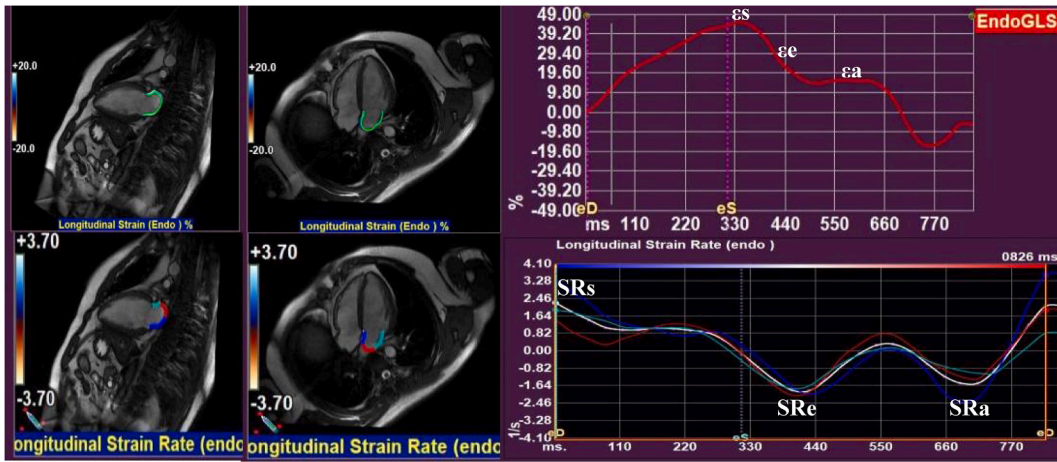 +20.0
-20.0
Longitudinal Strain (Endo ) %
+20.0
-20.0
Longitudinal Strain (Endo ) %
EndoGLS
εs
εe
εa
49.00
39.20
29.40
19.60
0.00
-9.80
-19.60
-29.40
-39.20
-49.00
%
eD
eS
ms 110 220 330 440 550 660 770
+3.70
-3.70
ongitudinal Strain Rate (endo
+3.70
-3.70
ongitudinal Strain Rate (endo
Longitudinal Strain Rate (endo )
0826 ms
4.10
3.28
2.46
1.64
0.82
0.00
-0.82
-1.64
-2.46
-3.28
-4.10
1/s
SRs
SRe
SRa
eD
eS
eD
ms. 110 220 330 440 550 660 770